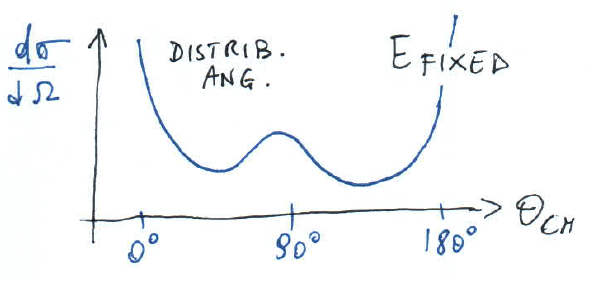 dσ
dΩ
DISTRIB.
ANG.
E FIXED
0°
90°
180°
θCM